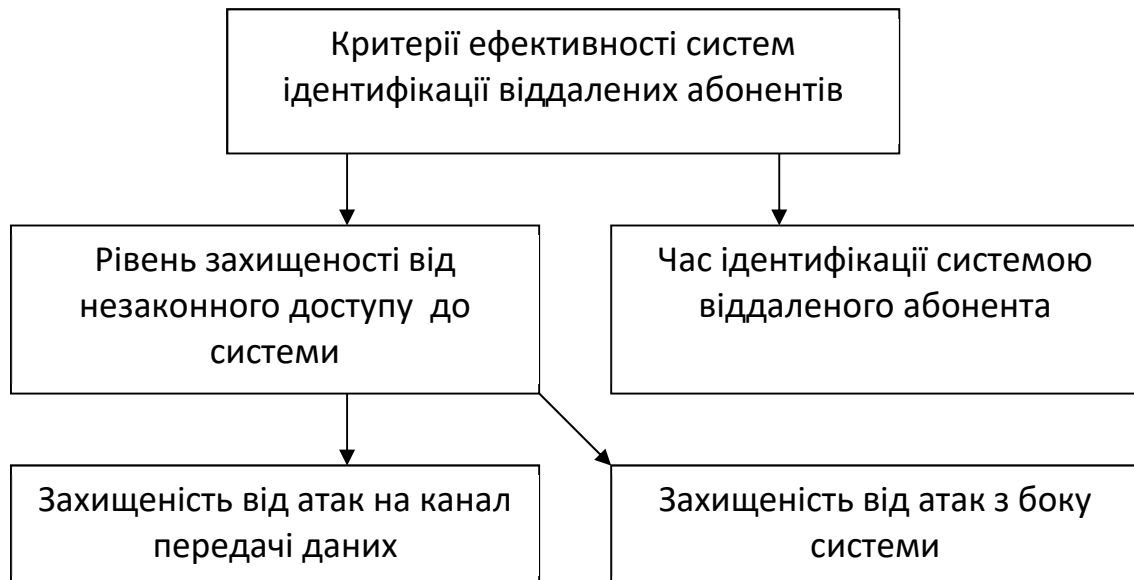 Критерії ефективності систем
ідентифікації віддалених абонентів
Рівень захищеності від
незаконного доступу до
системи
Час ідентифікації системою
віддаленого абонента
Захищеність від атак на канал
передачі даних
Захищеність від атак з боку
системи